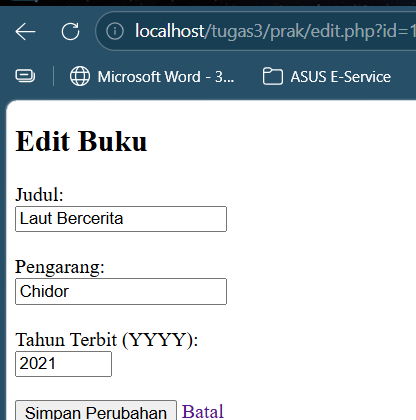 localhost/tugas3/prak/edit.php?id=1
Microsoft Word - 3... ASUS E-Service
Edit Buku
Judul:
Laut Bercerita
Pengarang:
Chidor
Tahun Terbit (YYYY):
2021
Simpan Perubahan Batal